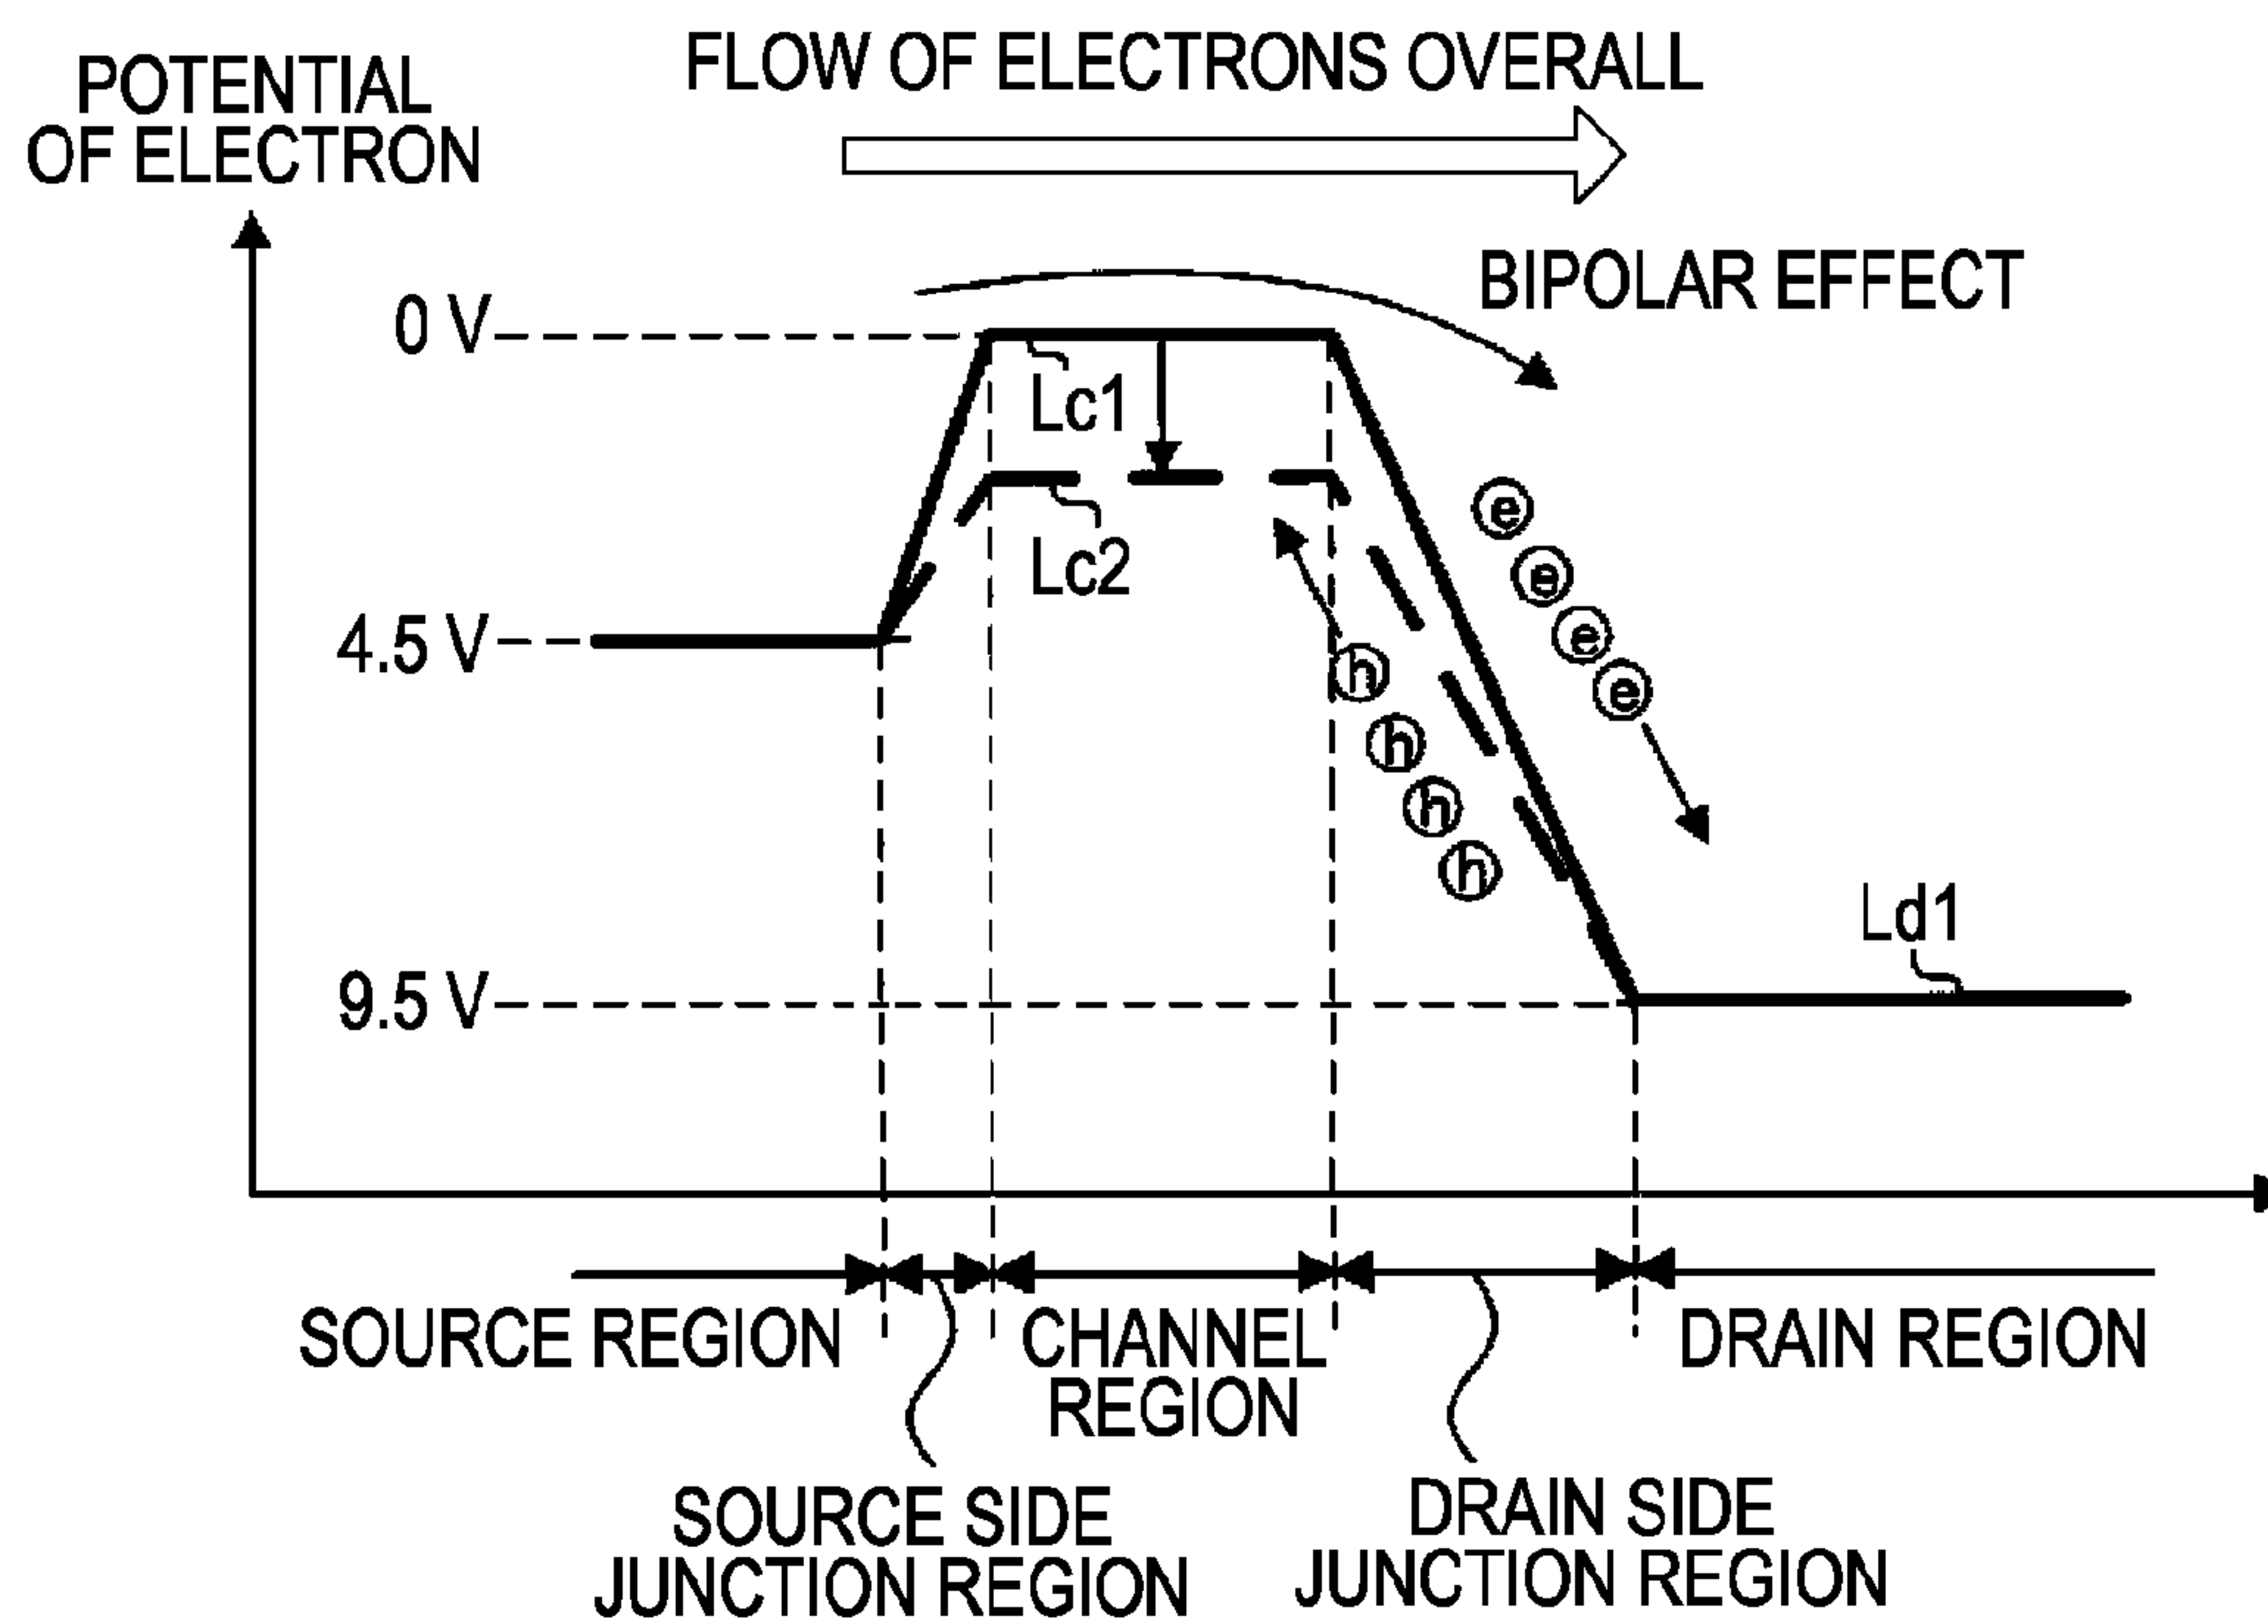 FLOW OF ELECTRONS OVERALL
POTENTIAL
OF ELECTRON
BIPOLAR EFFECT
0 V
Lc1
Lc2
e
e
e
e
4.5 V
h
h
h
h
Ld1
9.5 V
SOURCE REGION
CHANNEL
REGION
DRAIN REGION
SOURCE SIDE
JUNCTION REGION
DRAIN SIDE
JUNCTION REGION